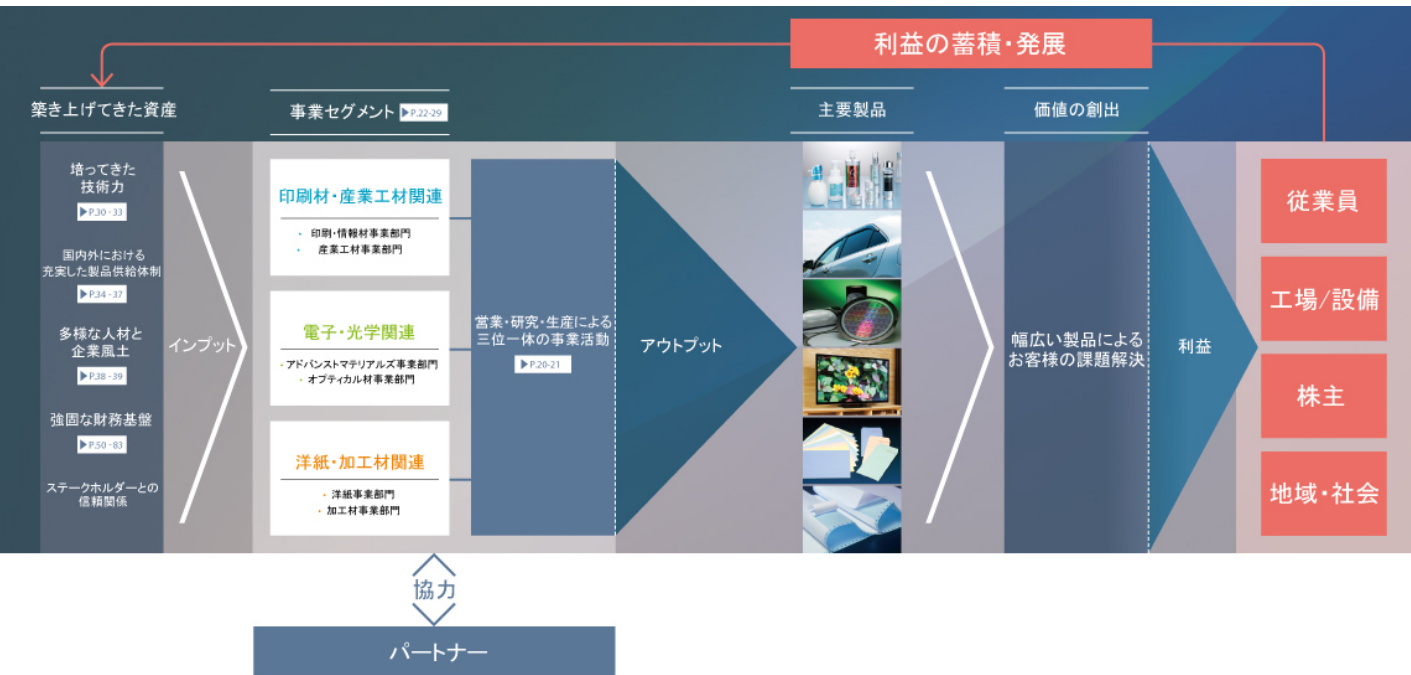 利益の蓄積・発展
築き上げてきた資産
事業セグメント ▶P.22-29
主要製品
価値の創出
培ってきた
技術力
▶P.30-33
国内外における
充実した製品供給体制
▶P.34-37
多様な人材と
企業風土
▶P.38-39
強固な財務基盤
▶P.50-83
ステークホルダーとの
信頼関係
インプット
印刷材・産業工材関連
・ 印刷・情報材事業部門
・ 産業工材事業部門
電子・光学関連
・アドバンストマテリアルズ事業部門
・オプティカル材事業部門
洋紙・加工材関連
・ 洋紙事業部門
・ 加工材事業部門
営業・研究・生産による
三位一体の事業活動
▶P.20-21
アウトプット
幅広い製品による
お客様の課題解決
利益
従業員
工場/設備
株主
地域・社会
協力
パートナー